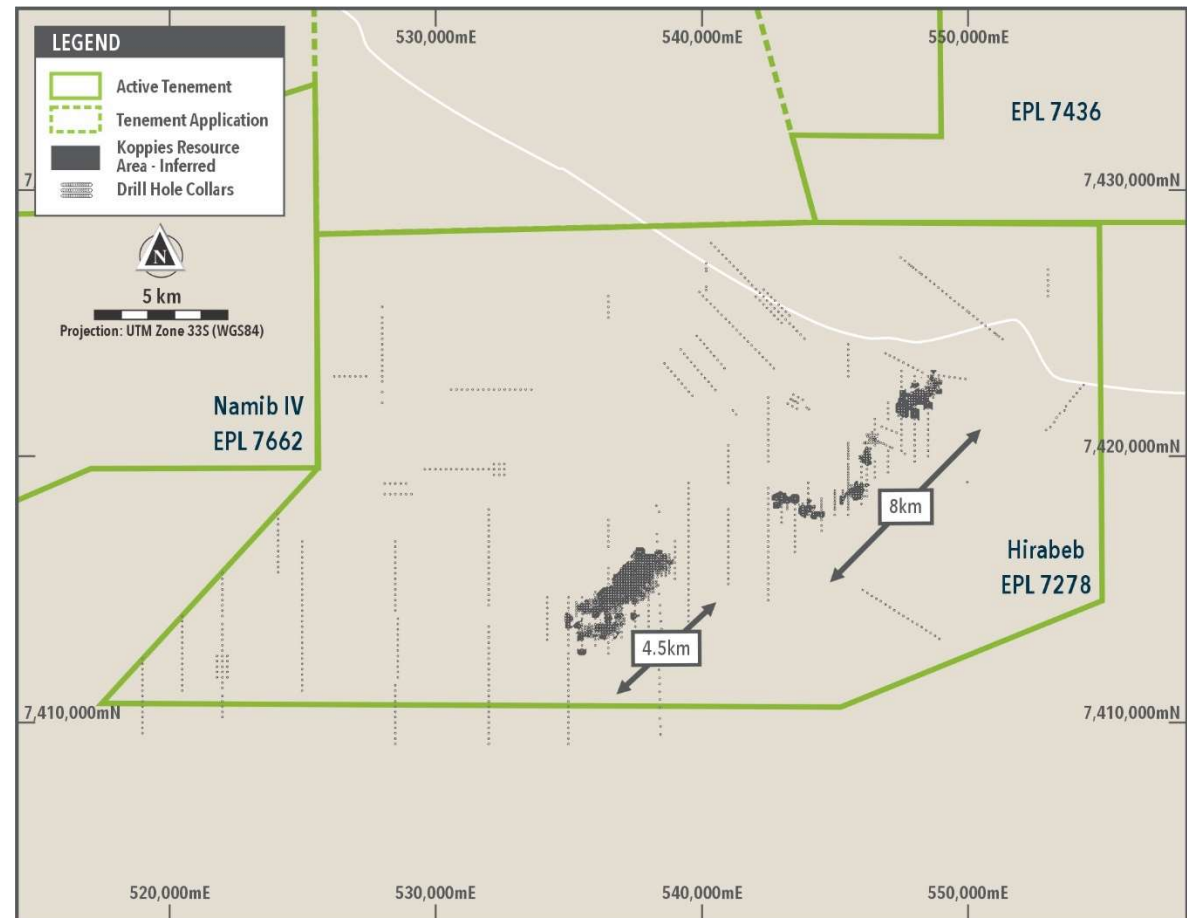 530,000mE
540,000mE
550,000mE
LEGEND
Active Tenement
Tenement Application
Koppies Resource
Area - Inferred
Drill Hole Collars
EPL 7436
7,430,000mN
N
5 km
Projection: UTM Zone 33S (WGS84)
Namib IV
EPL 7662
7,420,000mN
8km
Hirabeb
EPL 7278
4.5km
7,410,000mN
7,410,000mN
520,000mE
530,000mE
540,000mE
550,000mE